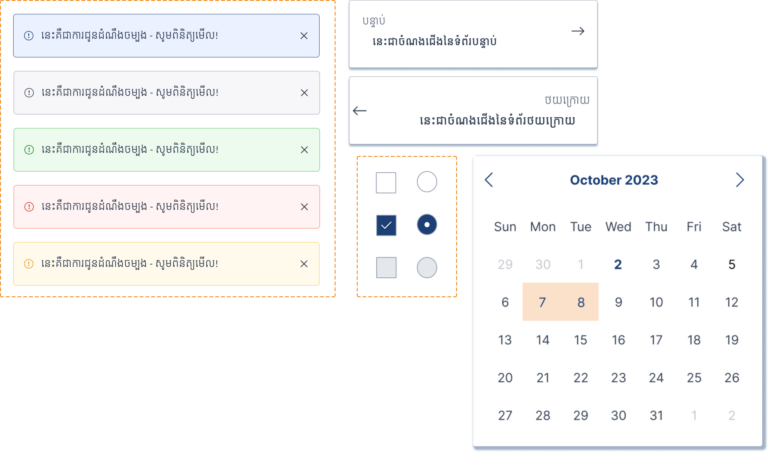 នេះគឺជាការជូនដំណឹងចម្បង - សូមពិនិត្យមើល!
នេះគឺជាការជូនដំណឹងចម្បង - សូមពិនិត្យមើល!
នេះគឺជាការជូនដំណឹងចម្បង - សូមពិនិត្យមើល!
នេះគឺជាការជូនដំណឹងចម្បង - សូមពិនិត្យមើល!
នេះគឺជាការជូនដំណឹងចម្បង - សូមពិនិត្យមើល!
បន្ទាប់
នេះជាចំណងជើងនៃទំព័របន្ទាប់
ថយក្រោយ
នេះជាចំណងជើងនៃទំព័រថយក្រោយ
October 2023
Sun Mon Tue Wed Thu Fri Sat
29 30 1 2 3 4 5
6 7 8 9 10 11 12
13 14 15 16 17 18 19
20 21 22 23 24 25 26
27 28 29 30 31 1 2